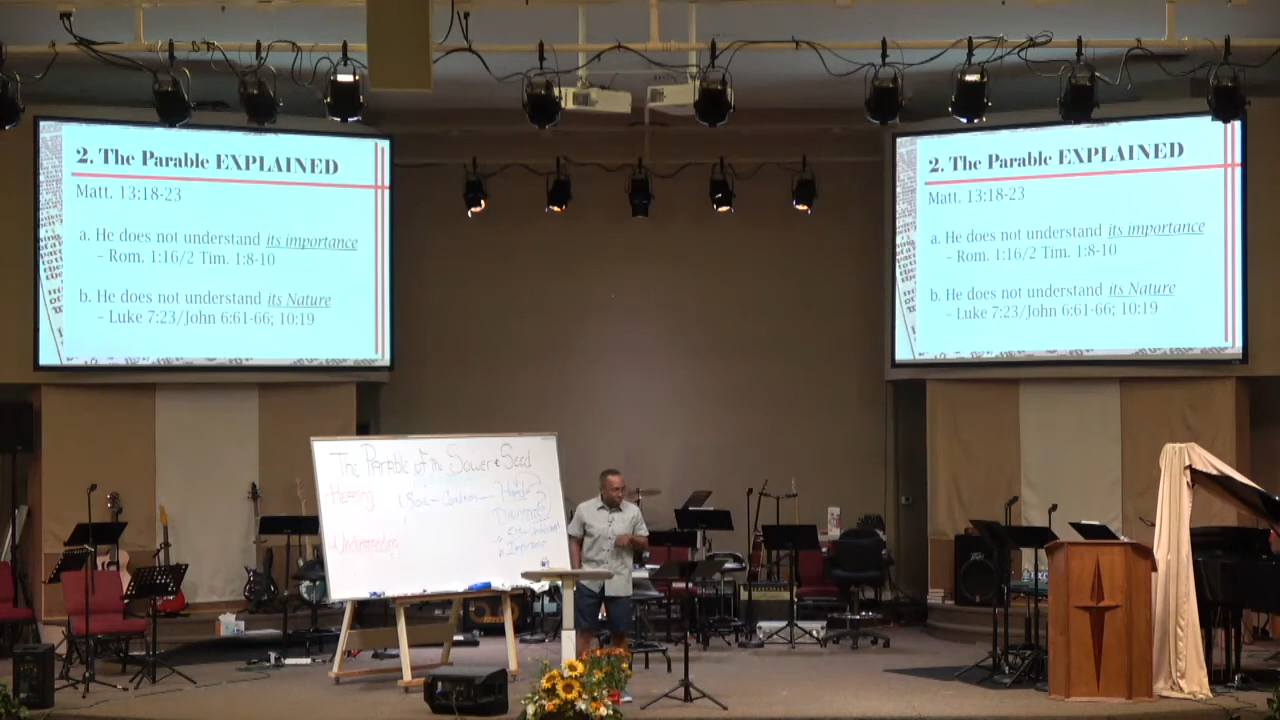 2. The Parable EXPLAINED
Matt. 13:18-23
a. He does not understand its importance
– Rom. 1:16/2 Tim. 1:8-10
b. He does not understand its Nature
– Luke 7:23/John 6:61-66; 10:19
2. The Parable EXPLAINED
Matt. 13:18-23
a. He does not understand its importance
– Rom. 1:16/2 Tim. 1:8-10
b. He does not understand its Nature
– Luke 7:23/John 6:61-66; 10:19
The Parable of the Sower & Seed
Hearing
Condition
Understanding